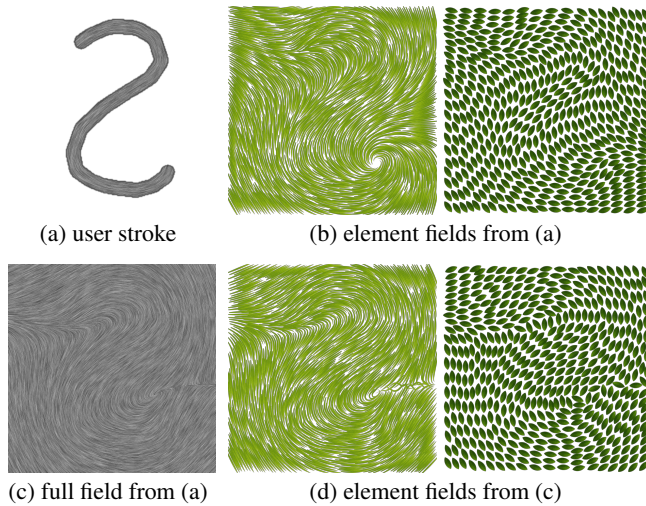 (a) user stroke
(b) element fields from (a)
(c) full field from (a)
(d) element fields from (c)